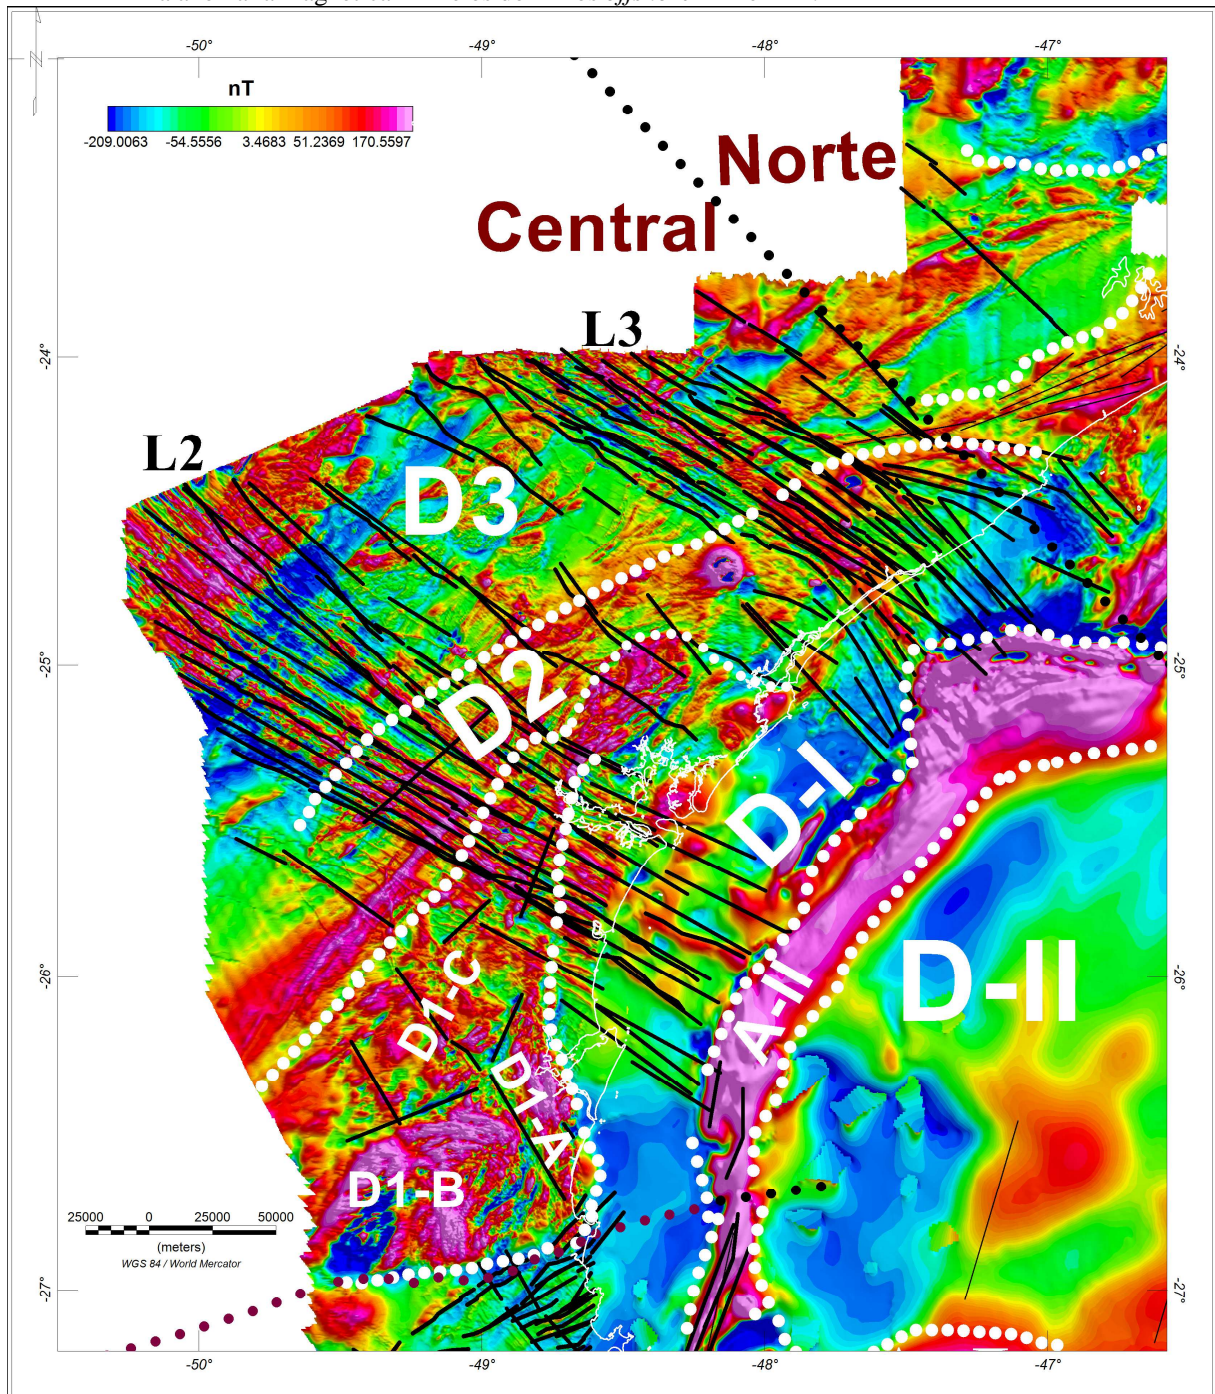 -50° -49° -48° -47°
nT
-209.0063 -54.5556 3.4683 51.2369 170.5597
Norte
Central
L3
-24° -24°
L2
D3
-25° -25°
D2
D-I
-26° -26°
D-II
A-II
D1-C
D1-A
D1-B
25000 0 25000 50000
(meters)
WGS 84 / World Mercator
-27° -27°
-50° -49° -48° -47°